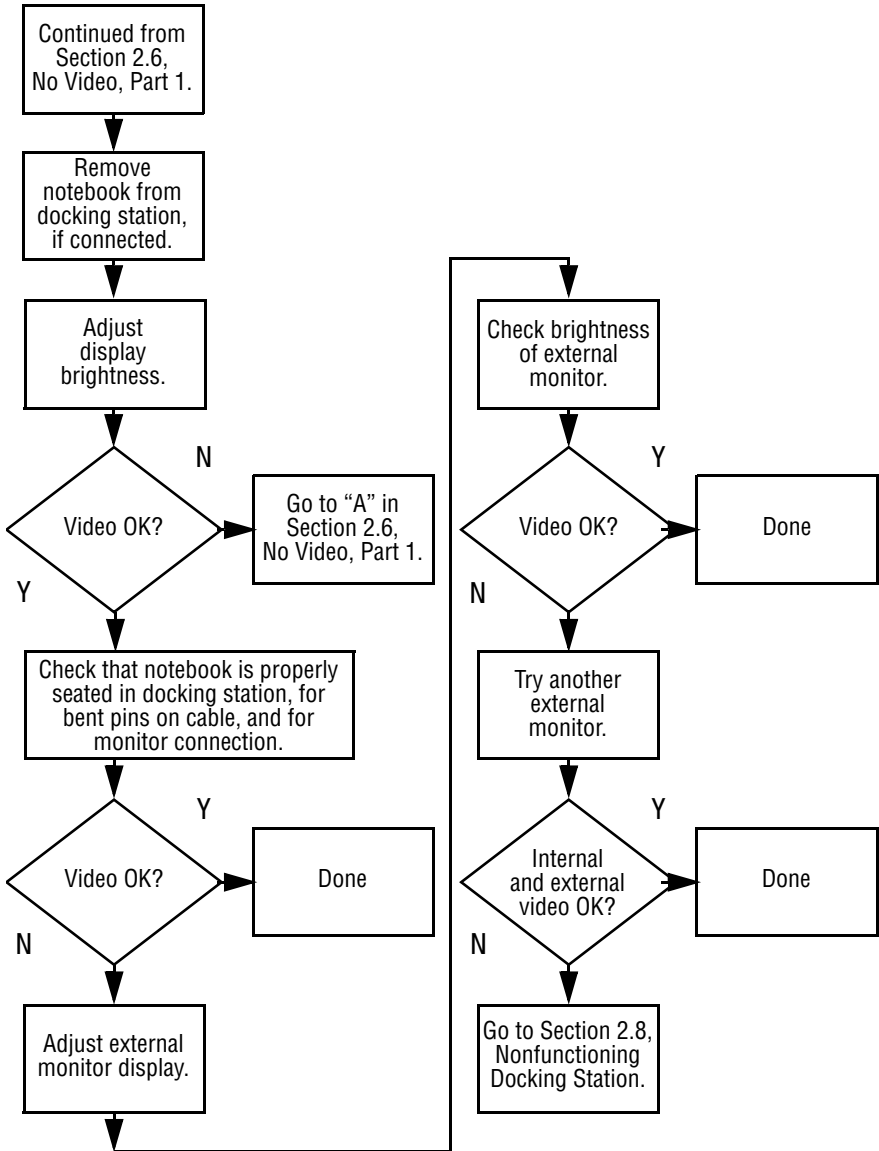 Continued from
Section 2.6,
No Video, Part 1.
Remove
notebook from
docking station,
if connected.
Adjust
display
brightness.
N
Video OK?
Go to “A” in
Section 2.6,
No Video, Part 1.
Y
Check that notebook is properly
seated in docking station, for
bent pins on cable, and for
monitor connection.
Y
Video OK?
Done
N
Adjust external
monitor display.
Check brightness
of external
monitor.
Y
Video OK?
Done
N
Try another
external
monitor.
Y
Internal
and external
video OK?
Done
N
Go to Section 2.8,
Nonfunctioning
Docking Station.